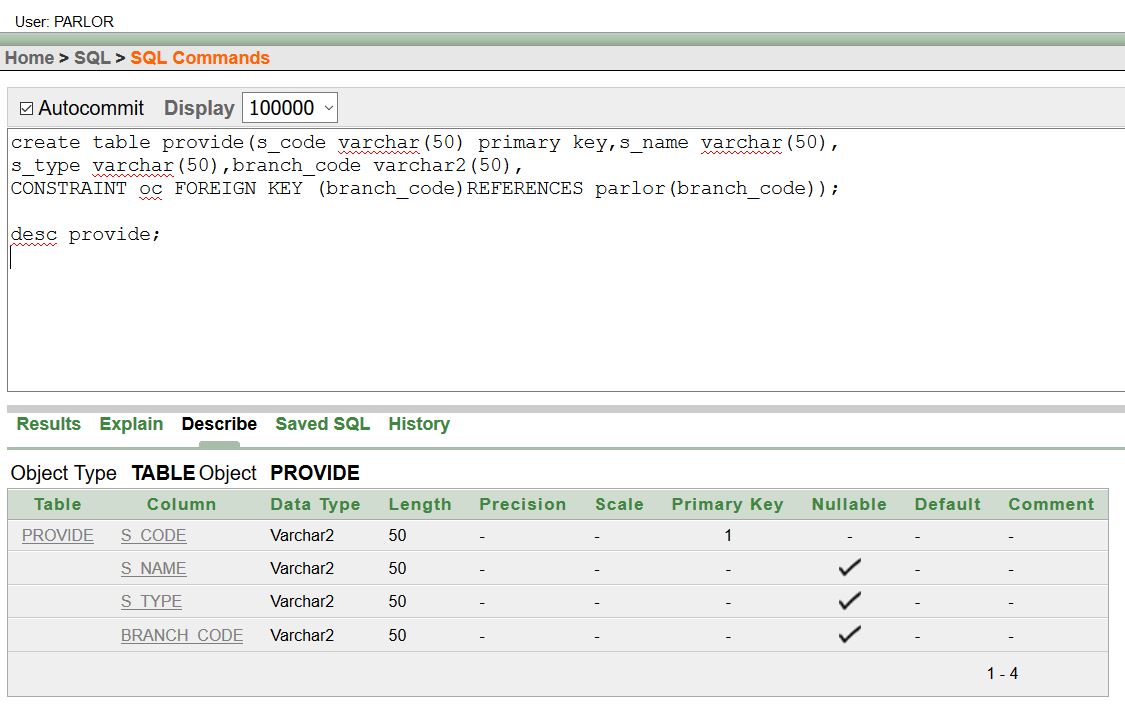 User: PARLOR
Home > SQL > SQL Commands
Autocommit Display 100000
create table provide(s_code varchar(50) primary key,s_name varchar(50),
s_type varchar(50),branch_code varchar2(50),
CONSTRAINT oc FOREIGN KEY (branch_code)REFERENCES parlor(branch_code));
desc provide;
Results Explain Describe Saved SQL History
Object Type TABLE Object PROVIDE
Table Column Data Type Length Precision Scale Primary Key Nullable Default Comment
PROVIDE S_CODE Varchar2 50 - - 1 - - -
S_NAME Varchar2 50 - - - ✓ - -
S_TYPE Varchar2 50 - - - ✓ - -
BRANCH_CODE Varchar2 50 - - - ✓ - -
1 - 4